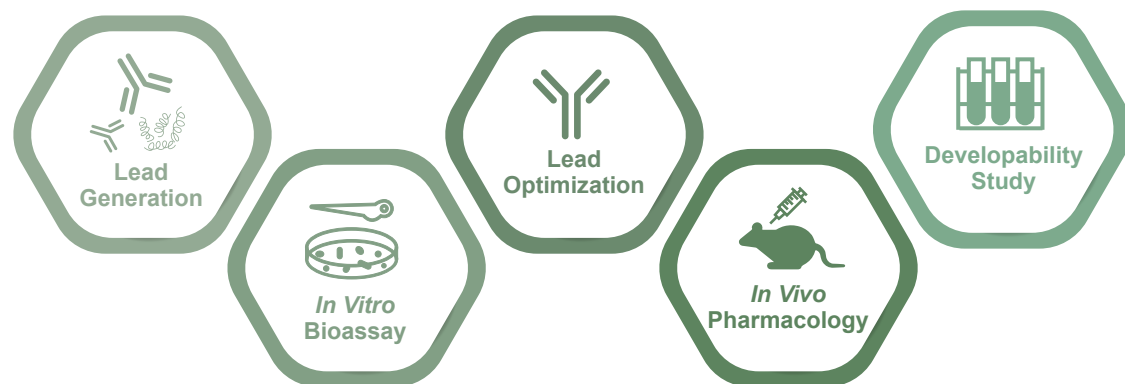 Lead
Generation
In Vitro
Bioassay
Lead
Optimization
In Vivo
Pharmacology
Developability
Study